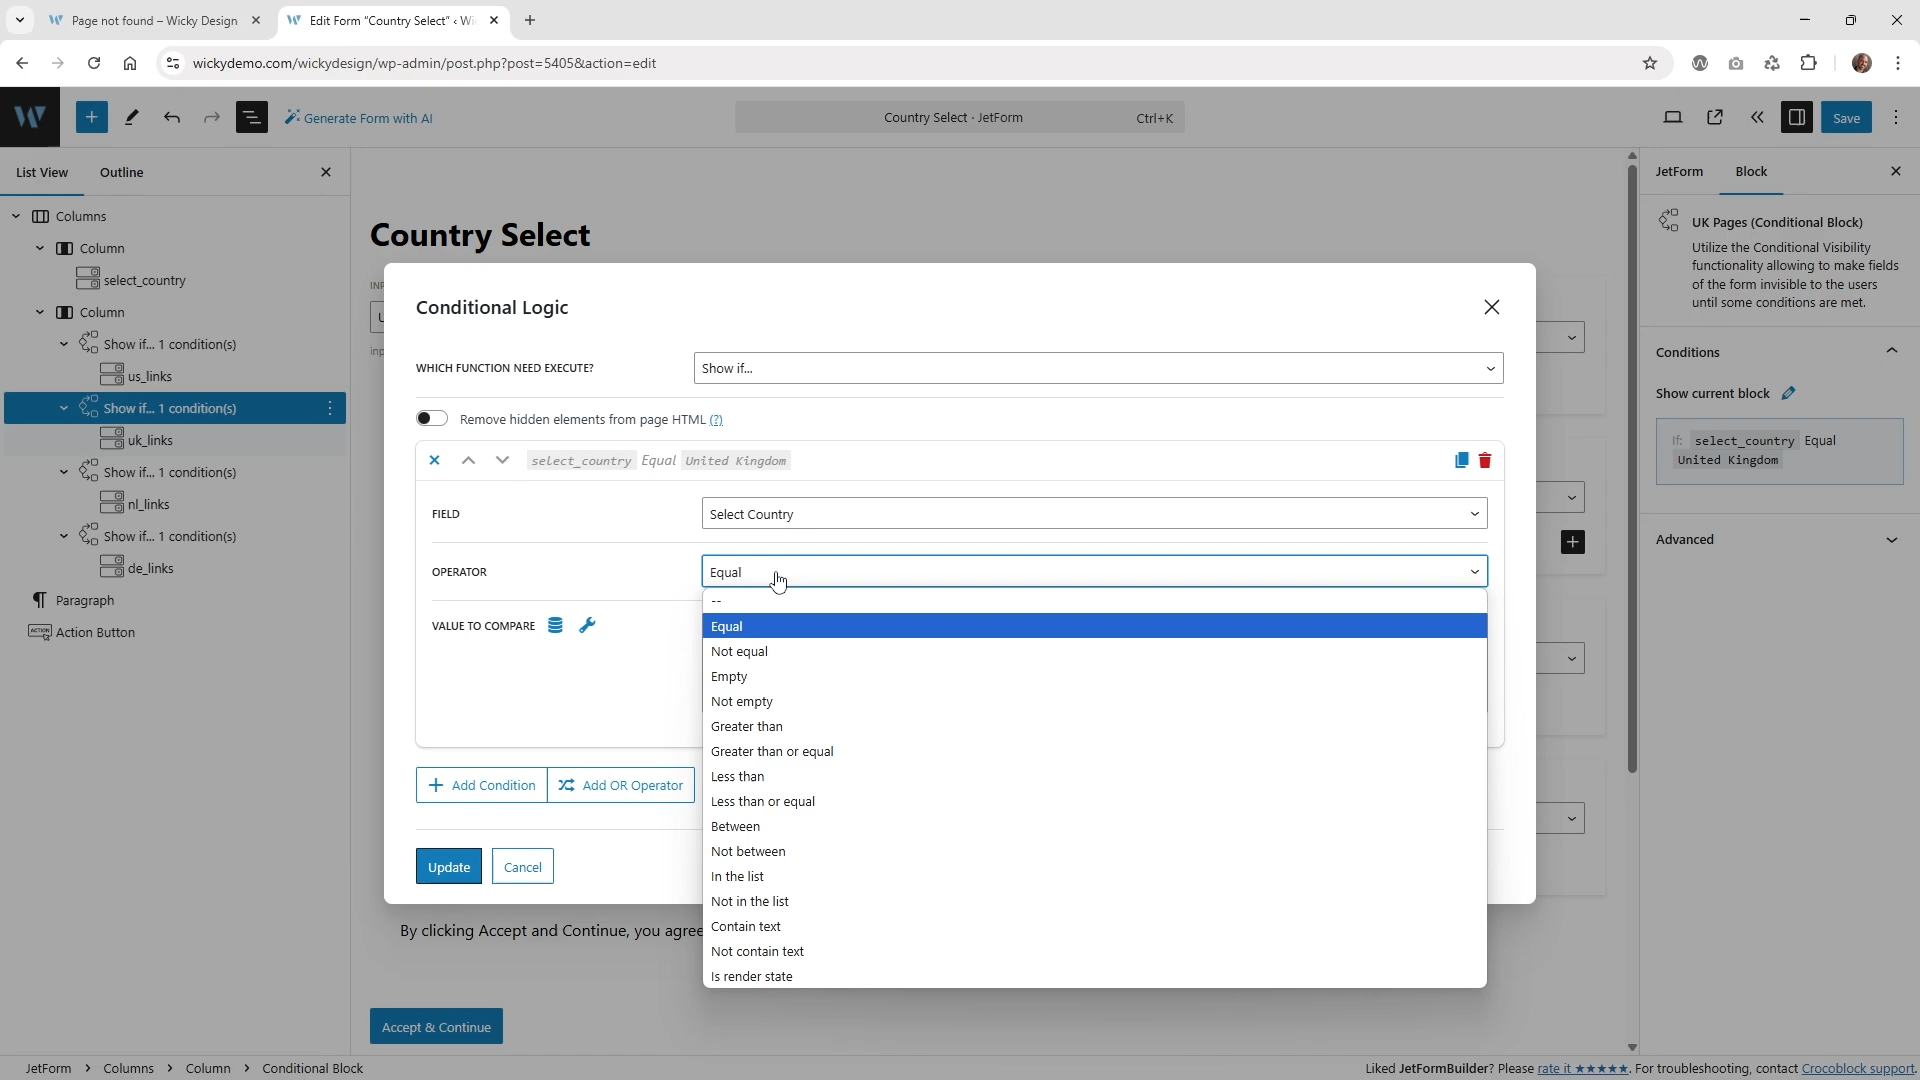 Page not found – Wicky Design
Edit Form "Country Select" ‹ Wi
wickydemo.com/wickydesign/wp-admin/post.php?post=5405&action=edit
Generate Form with AI
Country Select · JetForm
Ctrl+K
Save
List View
Outline
JetForm
Block
Columns
Column
select_country
Column
Show if... 1 condition(s)
us_links
Show if... 1 condition(s)
uk_links
Show if... 1 condition(s)
nl_links
Show if... 1 condition(s)
de_links
Paragraph
ACTION
Action Button
Country Select
INP
U
inp
Conditional Logic
WHICH FUNCTION NEED EXECUTE?
Show if...
Remove hidden elements from page HTML (?)
select_country Equal United Kingdom
FIELD
Select Country
OPERATOR
Equal
VALUE TO COMPARE
--
Equal
Not equal
Empty
Not empty
Greater than
Greater than or equal
Less than
Less than or equal
Between
Not between
In the list
Not in the list
Contain text
Not contain text
Is render state
Add Condition
Add OR Operator
Update
Cancel
By clicking Accept and Continue, you agree
Accept & Continue
UK Pages (Conditional Block)
Utilize the Conditional Visibility
functionality allowing to make fields
of the form invisible to the users
until some conditions are met.
Conditions
Show current block
If: select_country Equal
United Kingdom
Advanced
JetForm > Columns > Column > Conditional Block
Liked JetFormBuilder? Please rate it ★★★★★. For troubleshooting, contact Crocoblock support.